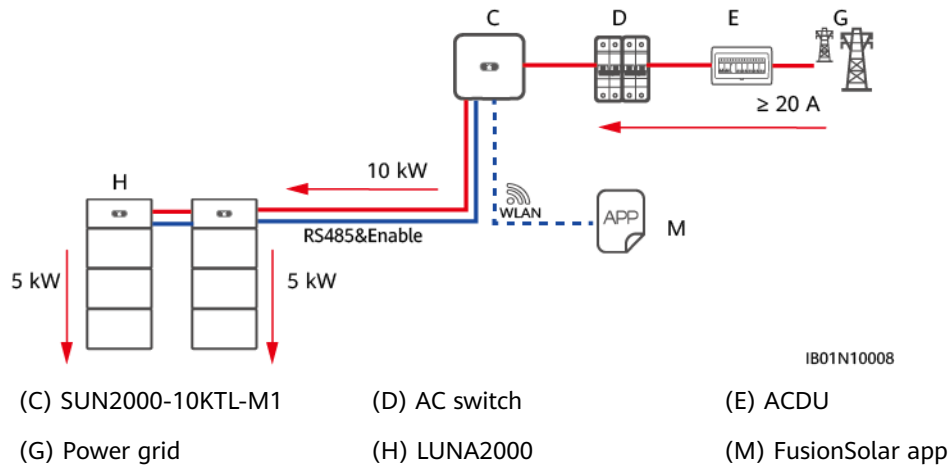 C D E G
≥ 20 A
10 kW
H
WLAN
APP
M
RS485&Enable
5 kW 5 kW
IB01N10008
(C) SUN2000-10KTL-M1 (D) AC switch (E) ACDU
(G) Power grid (H) LUNA2000 (M) FusionSolar app